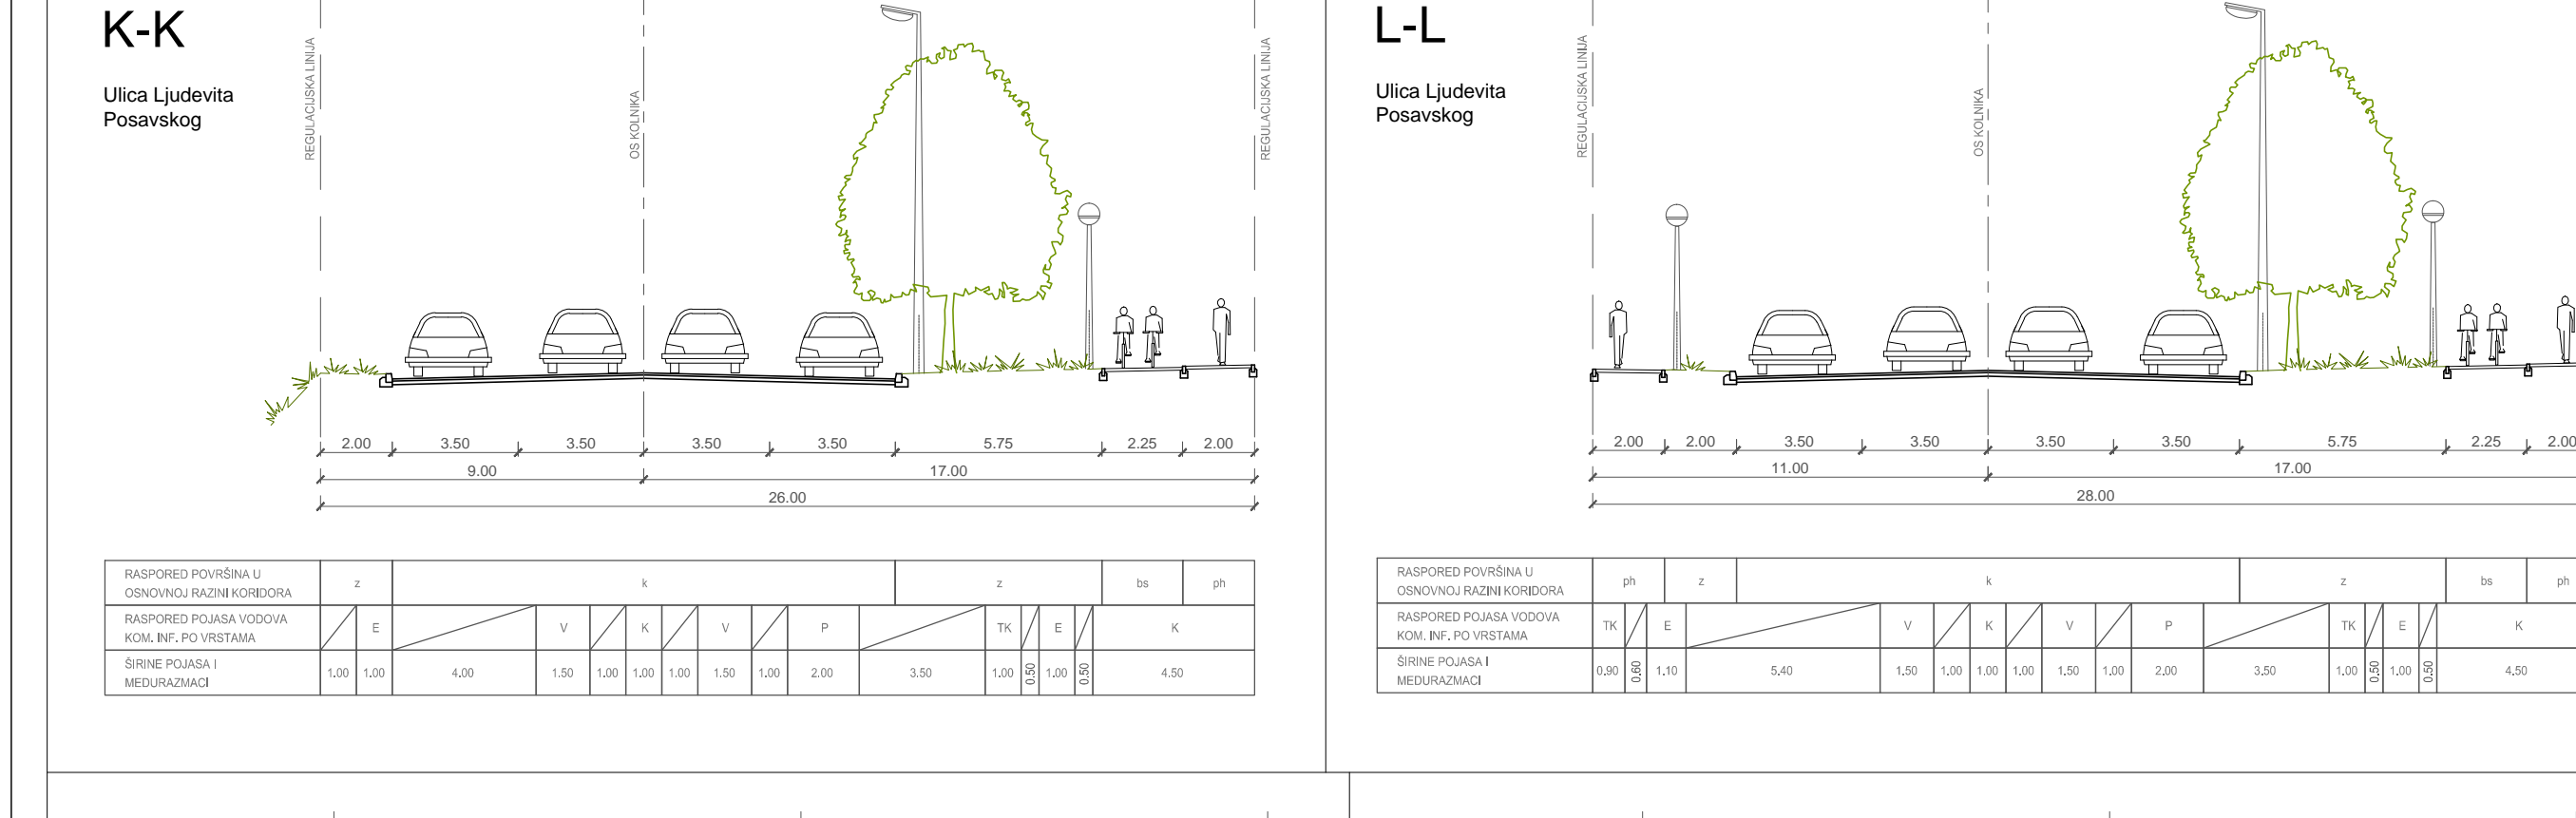 K-K
Ulica Ljudevita
Posavskog
REGULACIJSKA LINIJA
OS KOLNIKA
REGULACIJSKA LINIJA
2.00 3.50 3.50 3.50 3.50 5.75 2.25 2.00
9.00 17.00
26.00
RASPORED POVRŠINA U
OSNOVNOJ RAZINI KORIDORA
z k z bs ph
RASPORED POJASA VODOVA
KOM. INF. PO VRSTAMA
E V K V P TK E K
ŠIRINE POJASA I
MEDURAZMACI
1.00 1.00 4.00 1.50 1.00 1.00 1.00 1.50 1.00 2.00 3.50 1.00 0.50 1.00 0.50 4.50
L-L
Ulica Ljudevita
Posavskog
REGULACIJSKA LINIJA
OS KOLNIKA
2.00 2.00 3.50 3.50 3.50 3.50 5.75 2.25 2.00
11.00 17.00
28.00
RASPORED POVRŠINA U
OSNOVNOJ RAZINI KORIDORA
ph z k z bs ph
RASPORED POJASA VODOVA
KOM. INF. PO VRSTAMA
TK E V K V P TK E K
ŠIRINE POJASA I
MEDURAZMACI
0.90 0.60 1.10 5.40 1.50 1.00 1.00 1.00 1.50 1.00 2.00 3.50 1.00 0.50 1.00 0.50 4.50